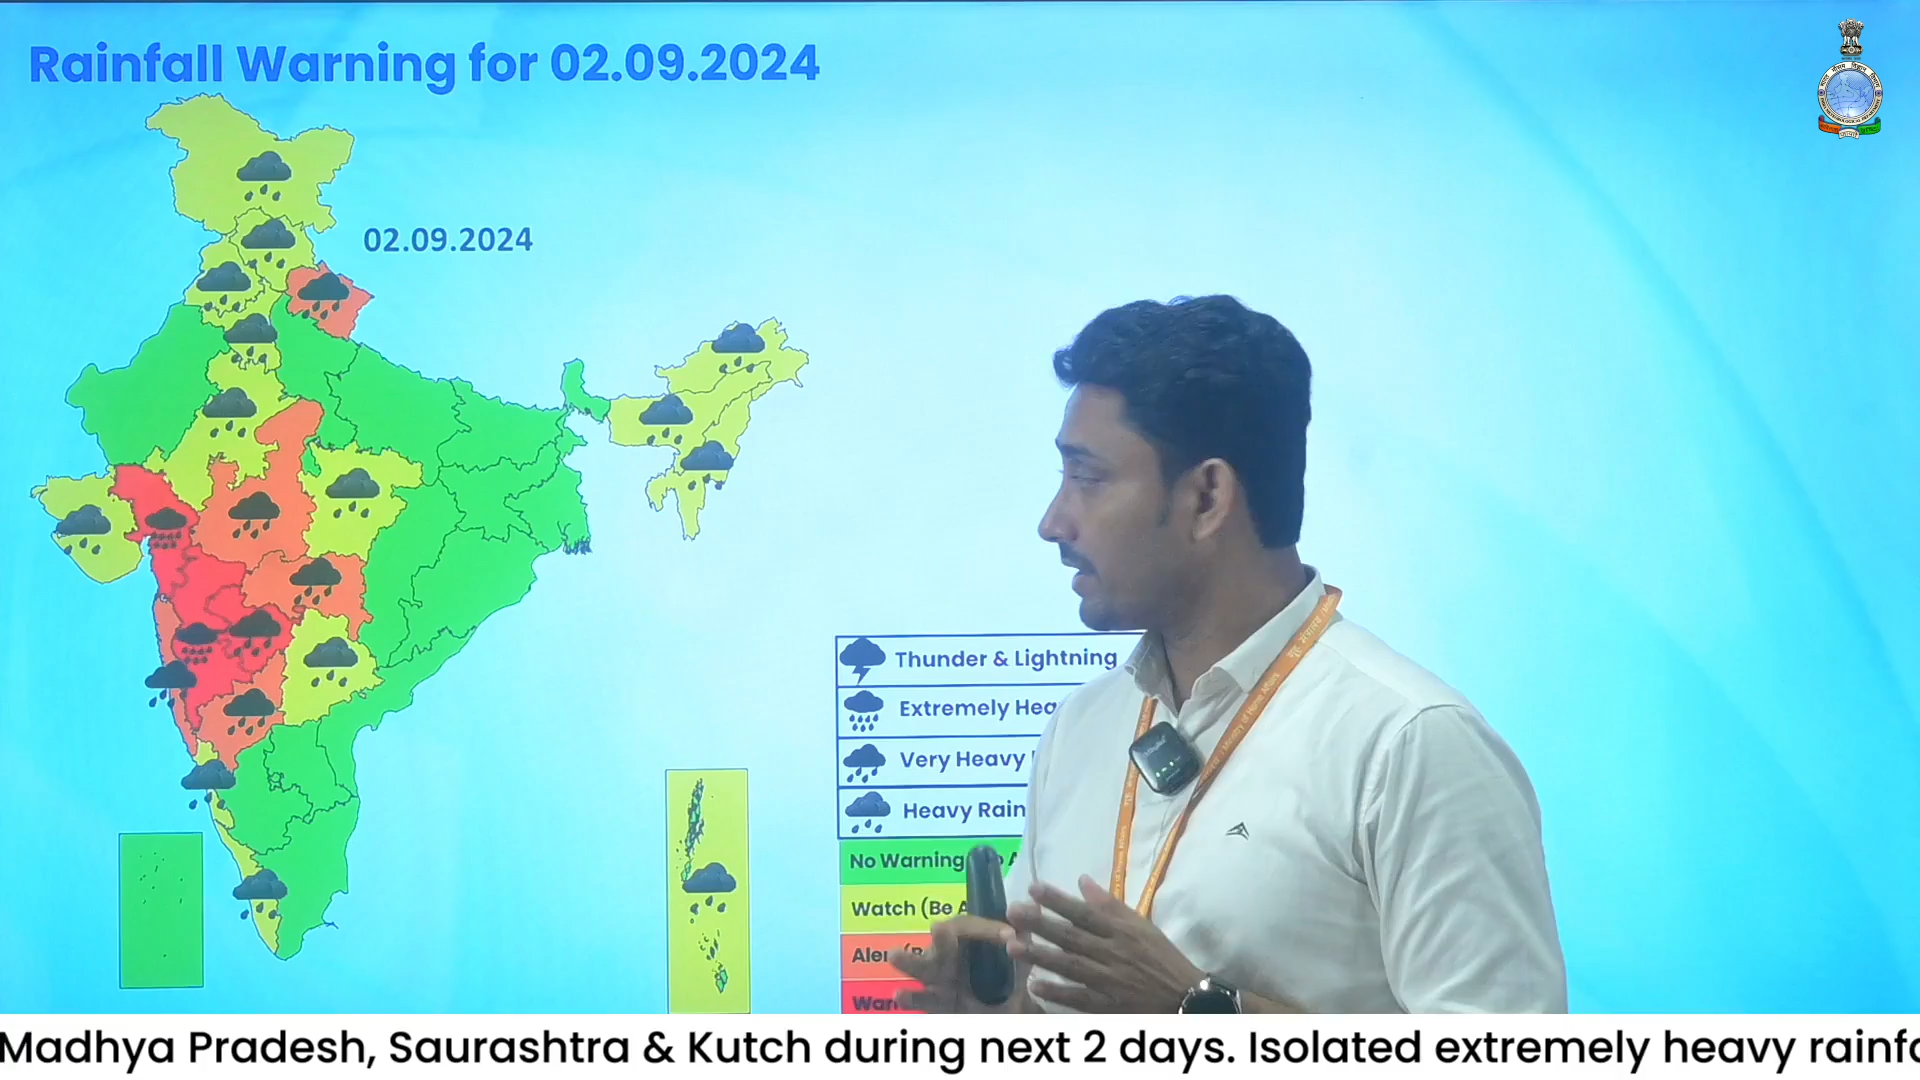 Rainfall Warning for 02.09.2024
02.09.2024
Thunder & Lightning
Extremely Hea
Very Heavy
Heavy Rain
No Warning
Watch (Be A
Madhya Pradesh, Saurashtra & Kutch during next 2 days. Isolated extremely heavy rainfa